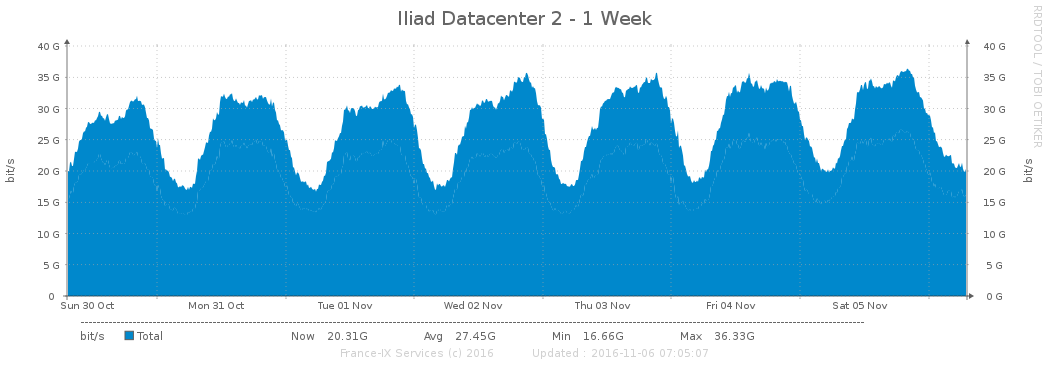 Iliad Datacenter 2 - 1 Week
RRDTOOL / TOBI OETIKER
40 G 40 G
35 G 35 G
30 G 30 G
25 G 25 G
20 G 20 G
15 G 15 G
10 G 10 G
5 G 5 G
0 0 G
bit/s bit/s
Sun 30 Oct Mon 31 Oct Tue 01 Nov Wed 02 Nov Thu 03 Nov Fri 04 Nov Sat 05 Nov
bit/s Total Now 20.31G Avg 27.45G Min 16.66G Max 36.33G
France-IX Services (c) 2016 Updated : 2016-11-06 07:05:07